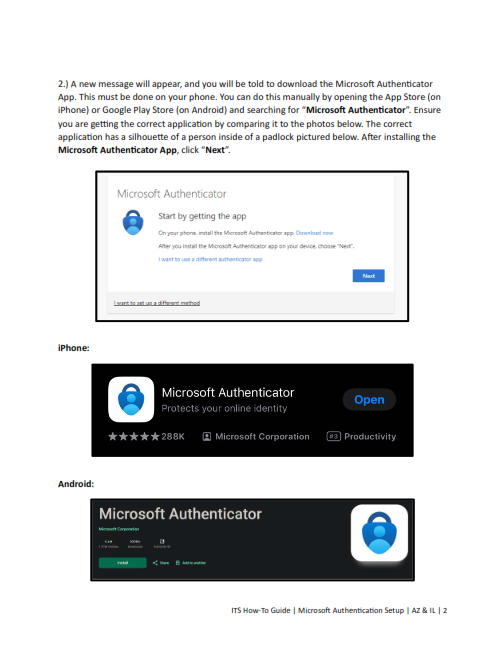 2.) A new message will appear, and you will be told to download the Microsoft Authenticator
App. This must be done on your phone. You can do this manually by opening the App Store (on
iPhone) or Google Play Store (on Android) and searching for “Microsoft Authenticator”. Ensure
you are getting the correct application by comparing it to the photos below. The correct
application has a silhouette of a person inside of a padlock pictured below. After installing the
Microsoft Authenticator App, click “Next”.
Microsoft Authenticator
Start by getting the app
On your phone, install the Microsoft Authenticator app. Download now
After you install the Microsoft Authenticator app on your device, choose "Next".
I want to use a different authenticator app
Next
I want to set up a different method
iPhone:
Microsoft Authenticator
Protects your online identity
Open
288K Microsoft Corporation #3 Productivity
Android:
Microsoft Authenticator
Microsoft Corporation
Install Share Add to wishlist
ITS How-To Guide | Microsoft Authentication Setup | AZ & IL | 2